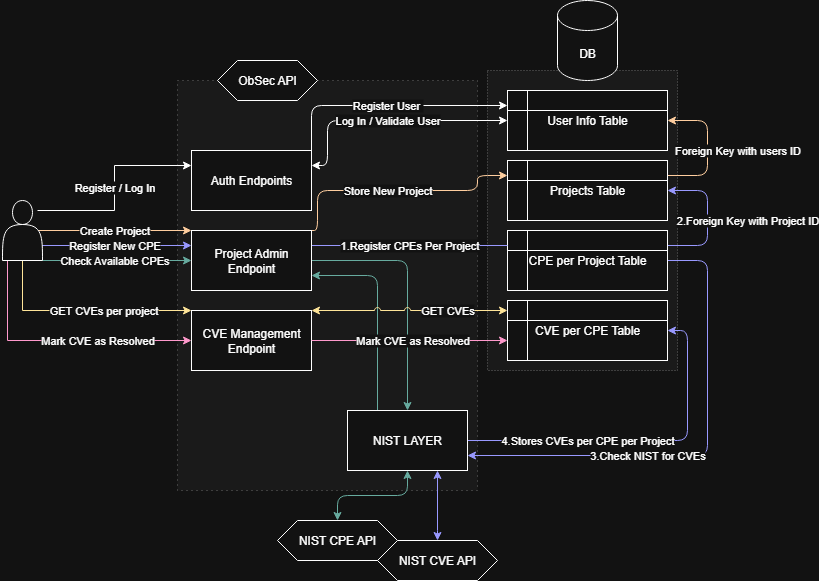 DB
ObSec API
Register User
Log In / Validate User
User Info Table
Foreign Key with users ID
Auth Endpoints
Register / Log In
Store New Project
Projects Table
2.Foreign Key with Project ID
Create Project
Register New CPE
Check Available CPEs
Project Admin
Endpoint
1.Register CPEs Per Project
CPE per Project Table
GET CVEs per project
GET CVEs
Mark CVE as Resolved
CVE Management
Endpoint
Mark CVE as Resolved
CVE per CPE Table
NIST LAYER
4.Stores CVEs per CPE per Project
3.Check NIST for CVEs
NIST CPE API
NIST CVE API